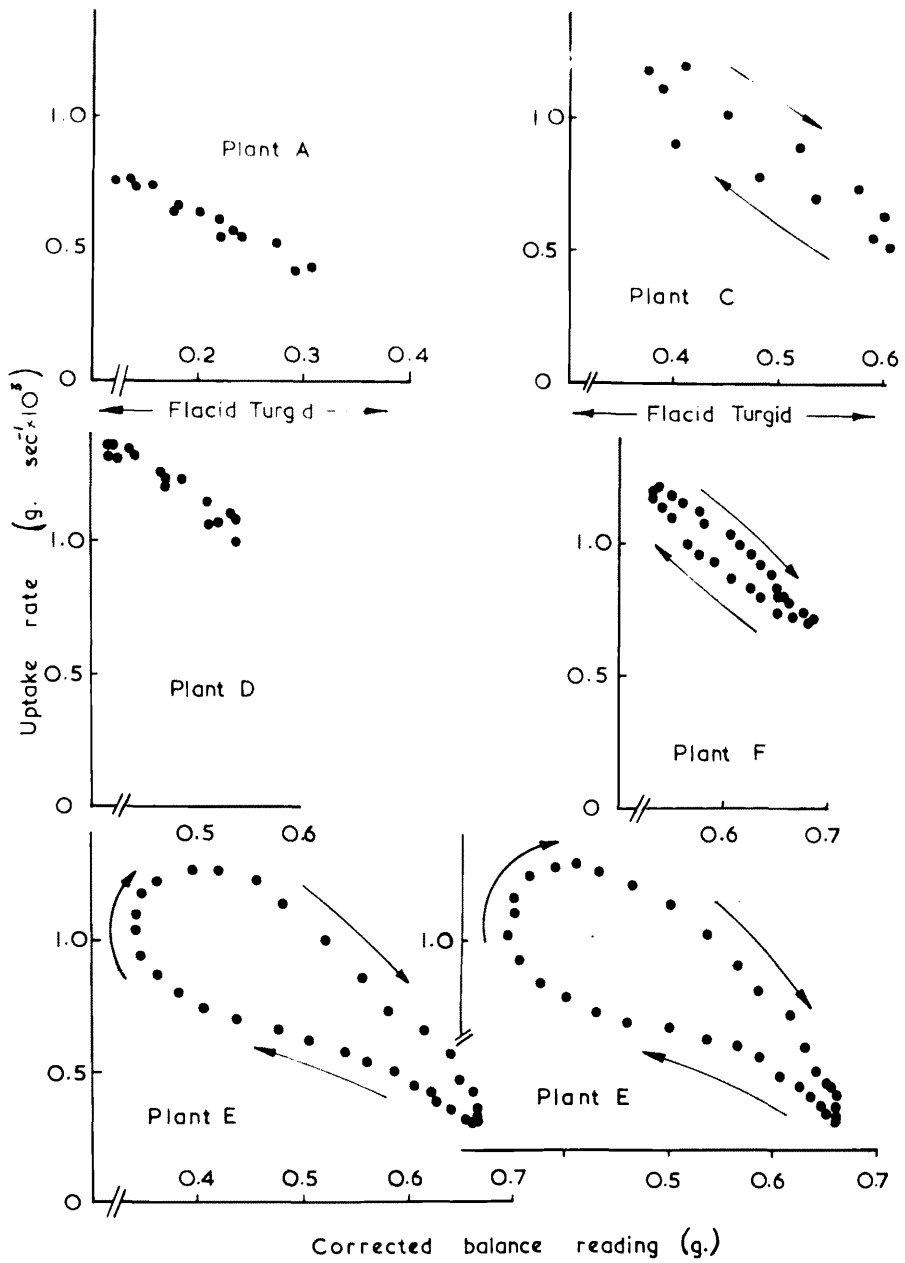 1.0
Plant A
0.5
0.2 0.3 0.4
0
Flacid Turg d
1.0
0.5
Plant C
0.4 0.5 0.6
0
Flacid Turgid
Uptake rate (g. sec⁻¹×10³)
1.0
0.5
Plant D
0
0.5 0.6
1.0
0.5
Plant F
0
0.6 0.7
1.0
0.5
Plant E
0
0.4 0.5 0.6 0.7
1.0
Plant E
0.5 0.6 0.7
Corrected balance reading (g.)